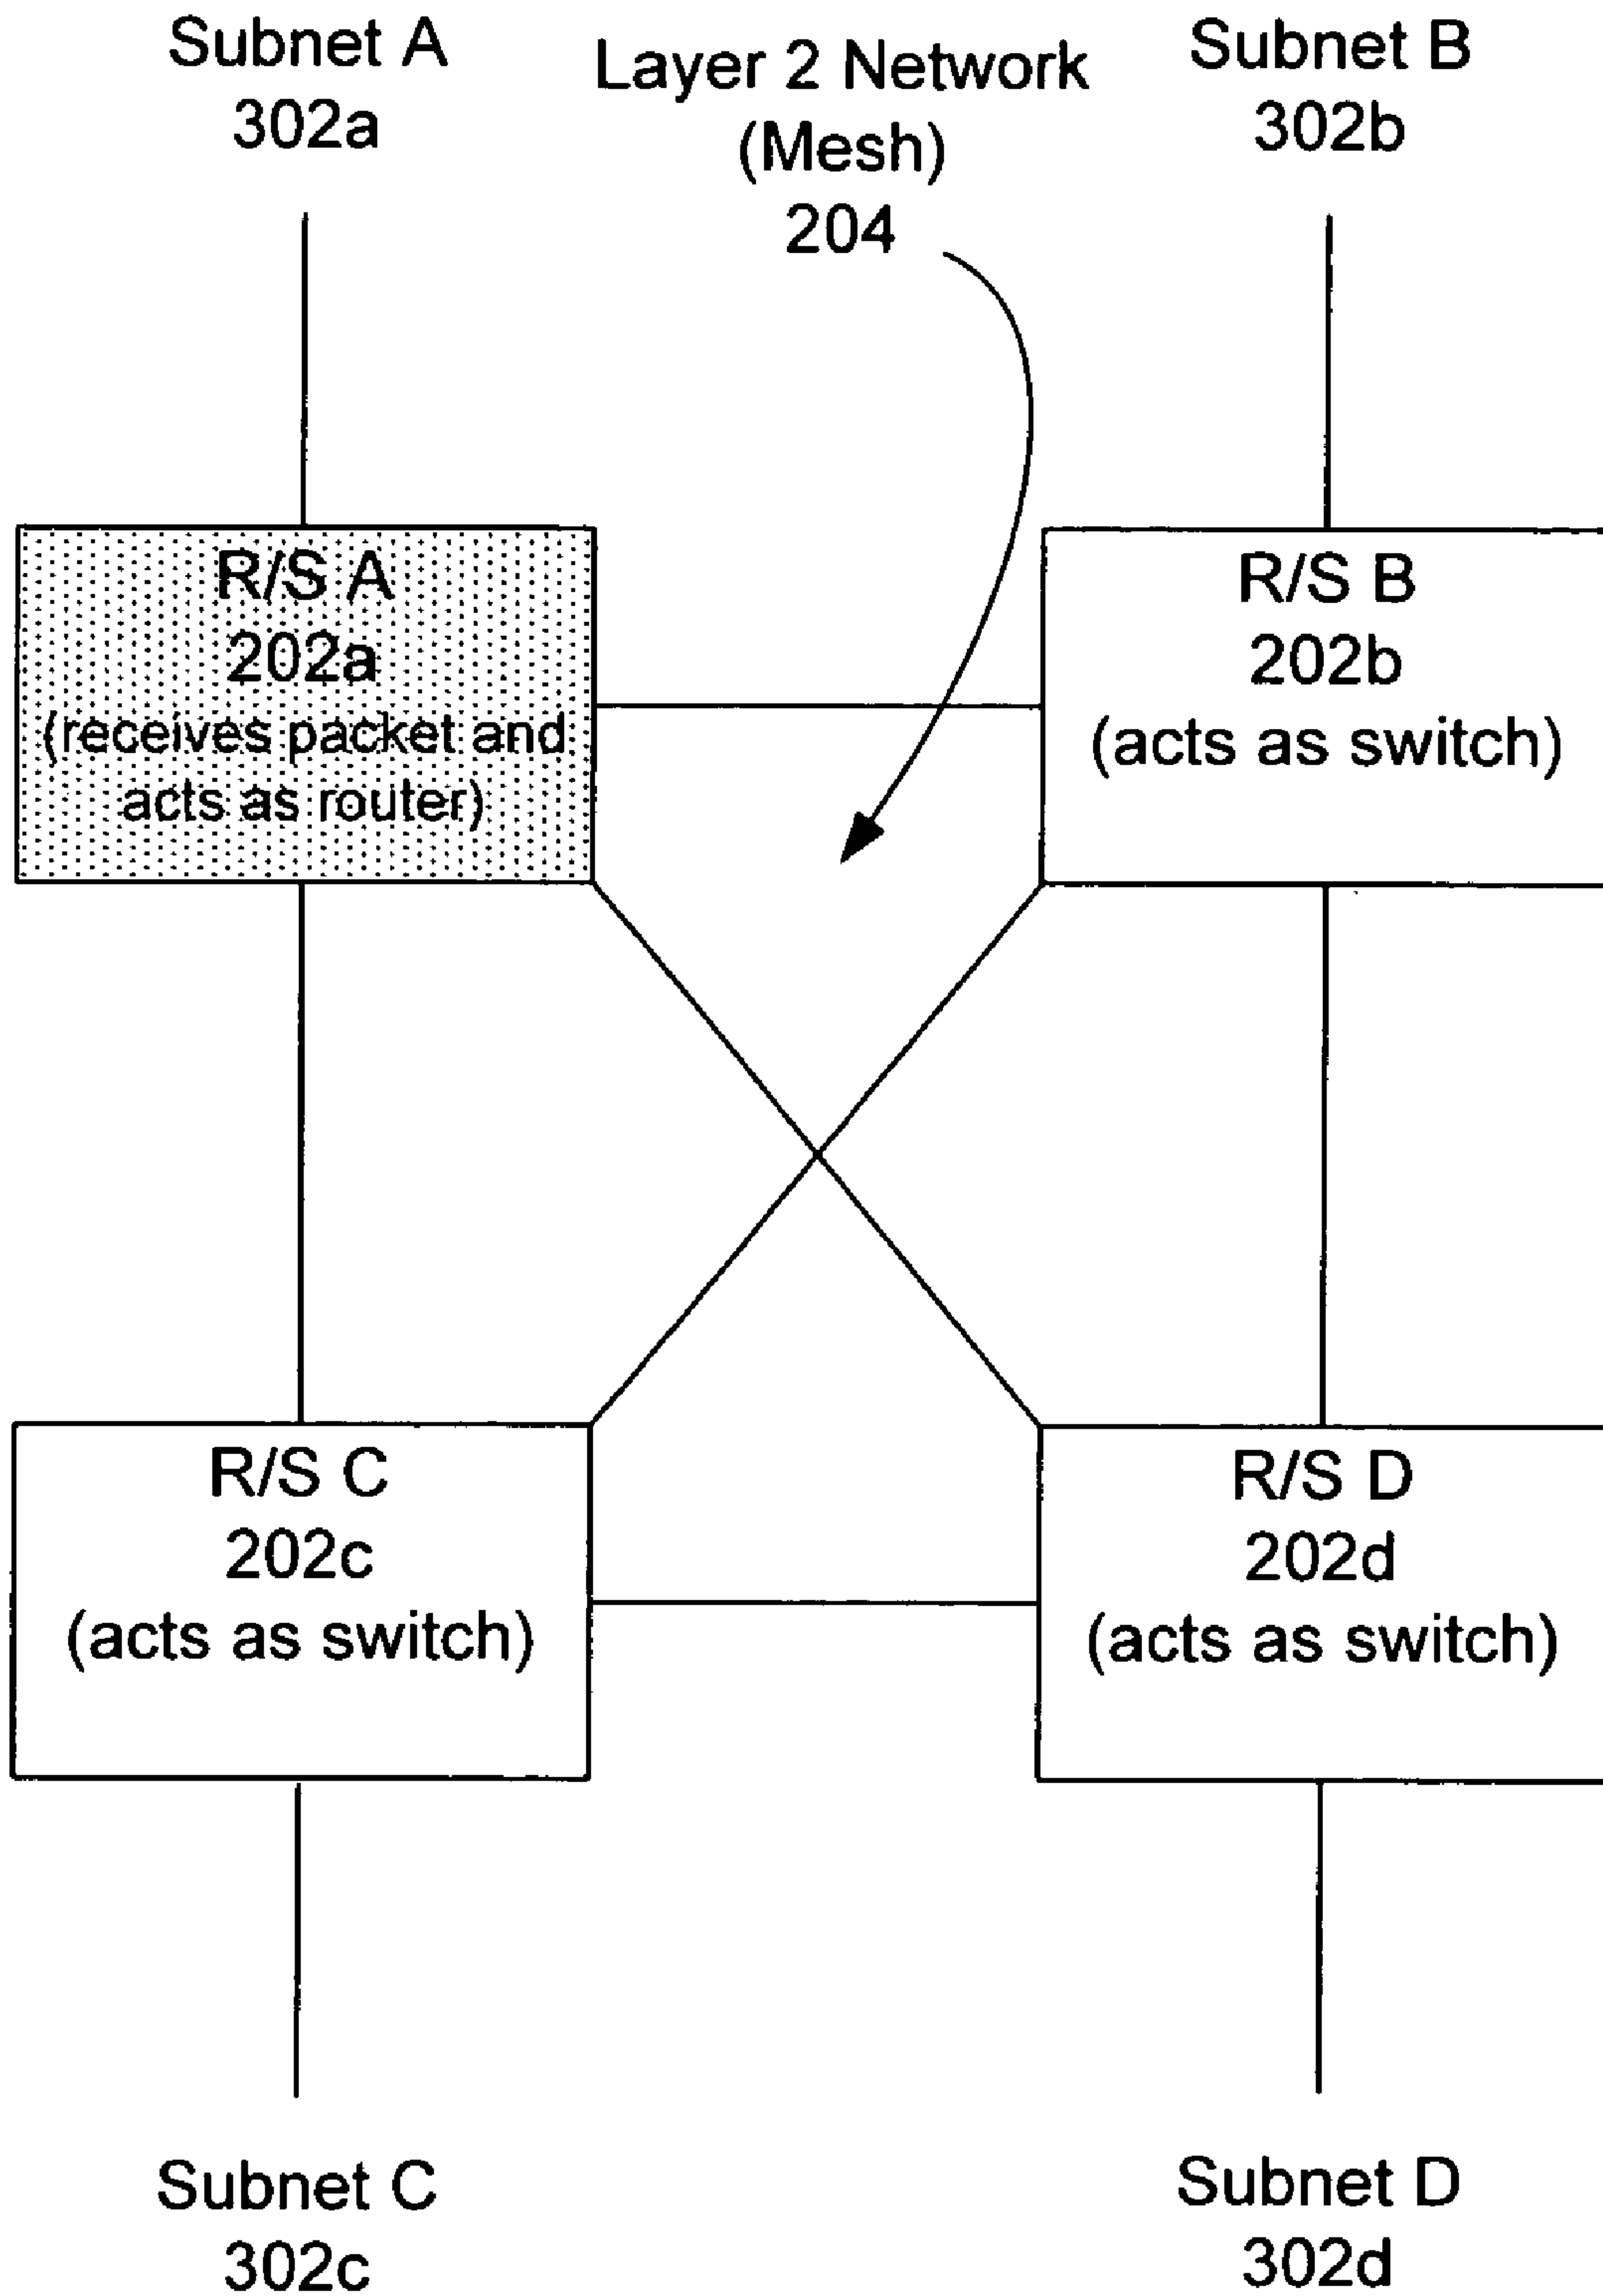 Subnet A
302a
Layer 2 Network
(Mesh)
204
Subnet B
302b
R/S A
202a
(receives packet and
acts as router)
R/S B
202b
(acts as switch)
R/S C
202c
(acts as switch)
R/S D
202d
(acts as switch)
Subnet C
302c
Subnet D
302d